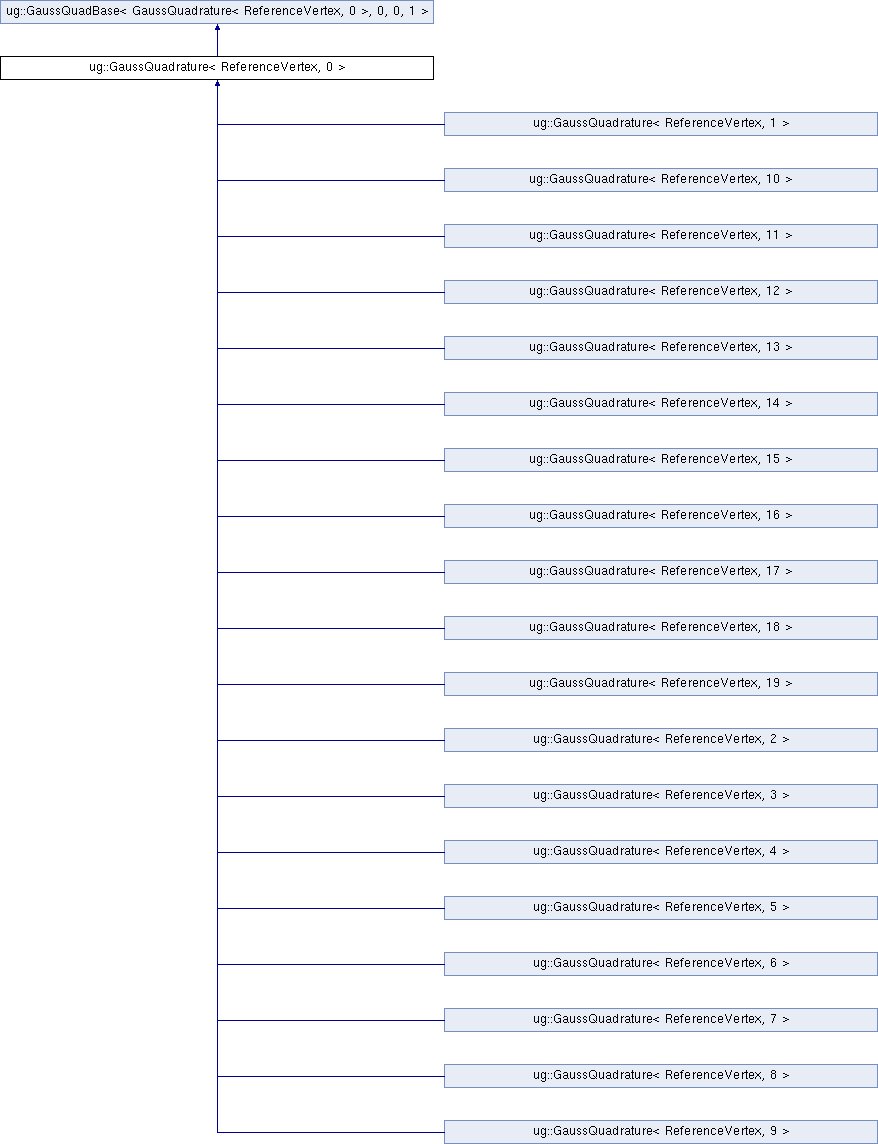 ug::GaussQuadBase< GaussQuadrature< ReferenceVertex, 0 >, 0, 0, 1 >
ug::GaussQuadrature< ReferenceVertex, 0 >
ug::GaussQuadrature< ReferenceVertex, 1 >
ug::GaussQuadrature< ReferenceVertex, 10 >
ug::GaussQuadrature< ReferenceVertex, 11 >
ug::GaussQuadrature< ReferenceVertex, 12 >
ug::GaussQuadrature< ReferenceVertex, 13 >
ug::GaussQuadrature< ReferenceVertex, 14 >
ug::GaussQuadrature< ReferenceVertex, 15 >
ug::GaussQuadrature< ReferenceVertex, 16 >
ug::GaussQuadrature< ReferenceVertex, 17 >
ug::GaussQuadrature< ReferenceVertex, 18 >
ug::GaussQuadrature< ReferenceVertex, 19 >
ug::GaussQuadrature< ReferenceVertex, 2 >
ug::GaussQuadrature< ReferenceVertex, 3 >
ug::GaussQuadrature< ReferenceVertex, 4 >
ug::GaussQuadrature< ReferenceVertex, 5 >
ug::GaussQuadrature< ReferenceVertex, 6 >
ug::GaussQuadrature< ReferenceVertex, 7 >
ug::GaussQuadrature< ReferenceVertex, 8 >
ug::GaussQuadrature< ReferenceVertex, 9 >